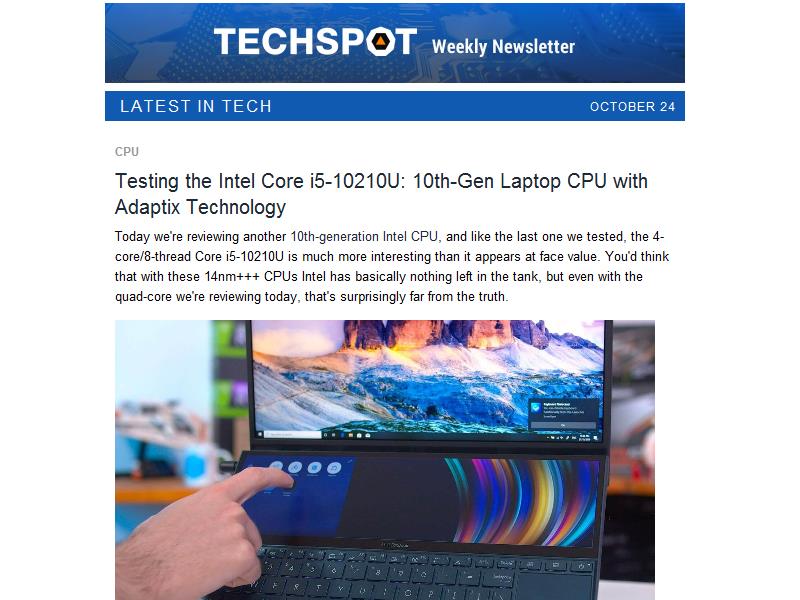 TECHSPOT Weekly Newsletter
LATEST IN TECH OCTOBER 24
CPU
Testing the Intel Core i5-10210U: 10th-Gen Laptop CPU with
Adaptix Technology
Today we're reviewing another 10th-generation Intel CPU, and like the last one we tested, the 4-
core/8-thread Core i5-10210U is much more interesting than it appears at face value. You'd think
that with these 14nm+++ CPUs Intel has basically nothing left in the tank, but even with the
quad-core we're reviewing today, that's surprisingly far from the truth.